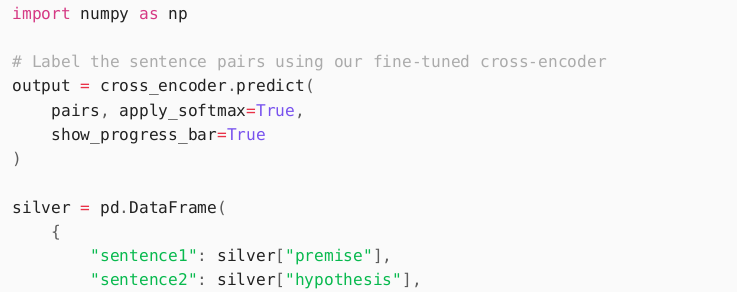 import numpy as np
# Label the sentence pairs using our fine-tuned cross-encoder
output = cross_encoder.predict(
    pairs, apply_softmax=True,
    show_progress_bar=True
)
silver = pd.DataFrame(
    {
        "sentence1": silver["premise"],
        "sentence2": silver["hypothesis"],